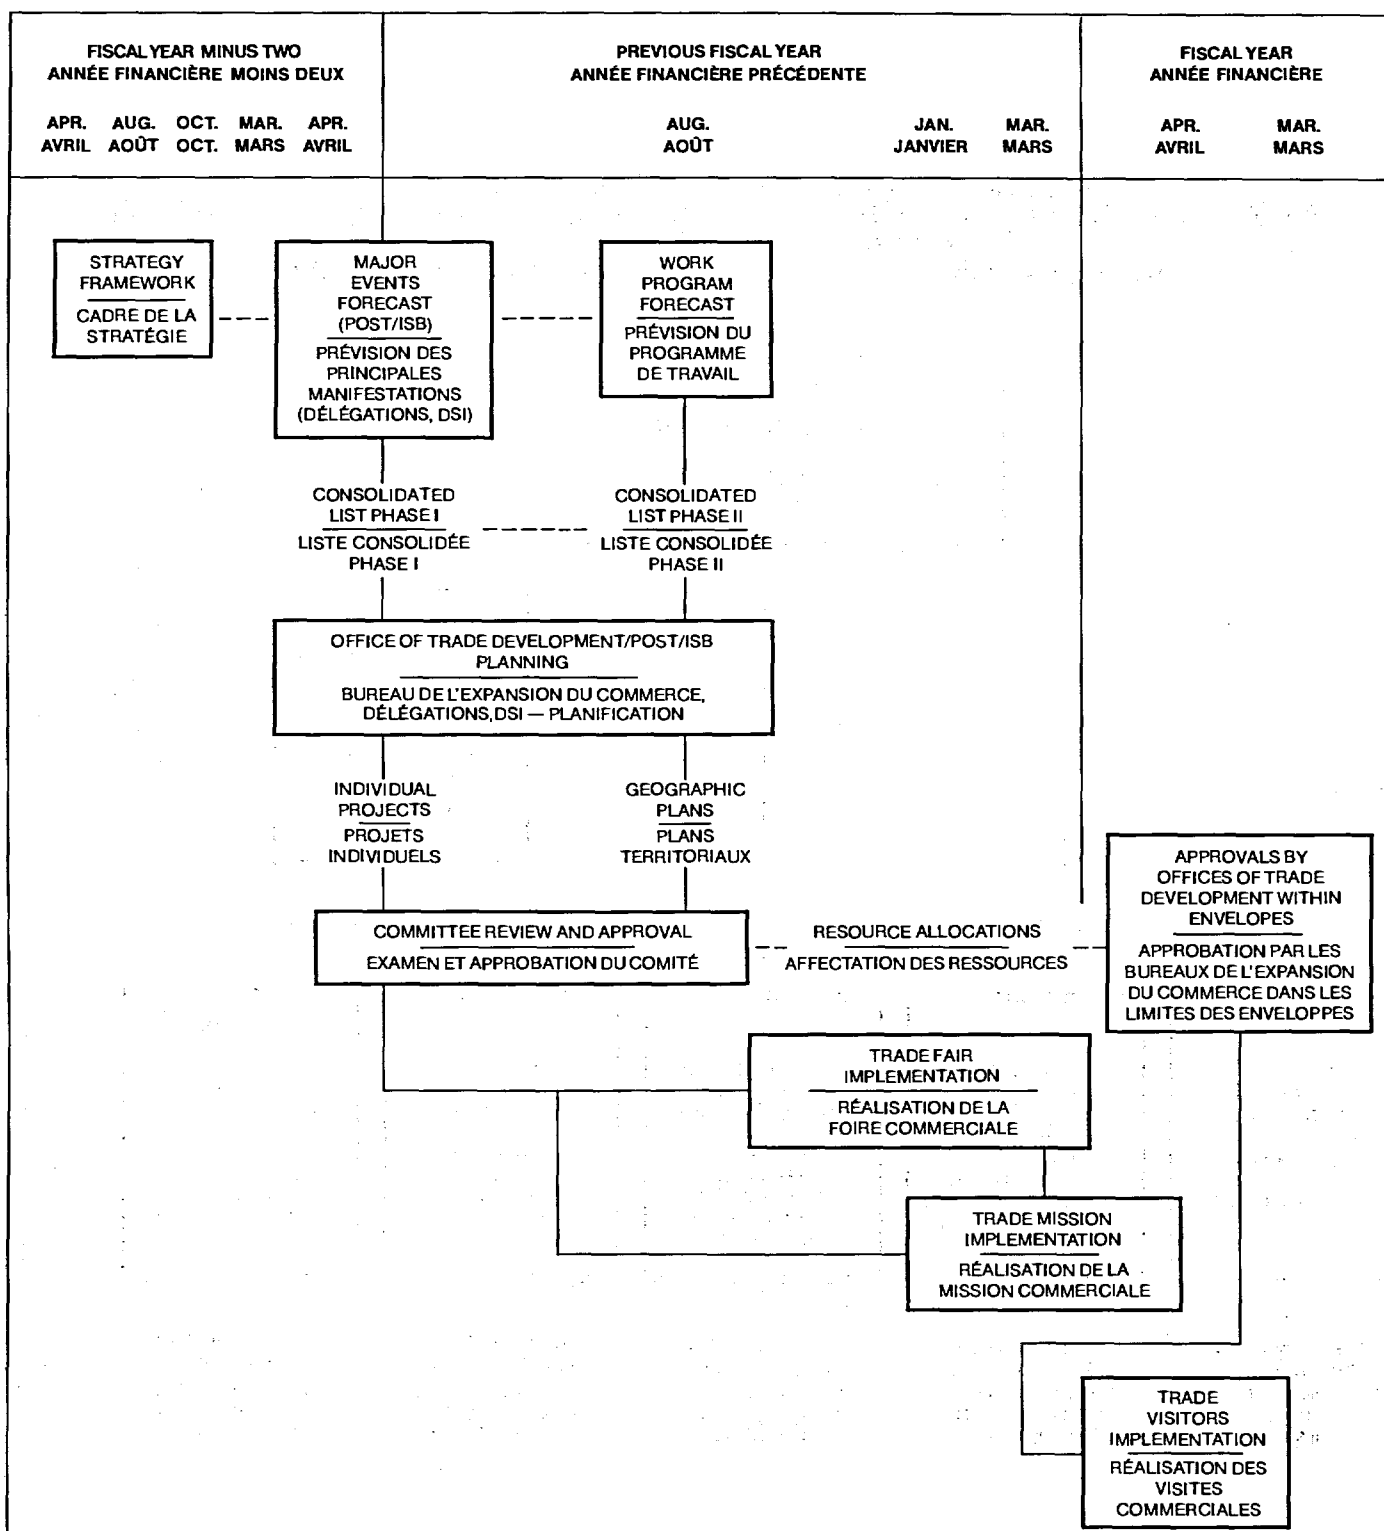 FISCAL YEAR MINUS TWO
ANNÉE FINANCIÈRE MOINS DEUX
PREVIOUS FISCAL YEAR
ANNÉE FINANCIÈRE PRÉCÉDENTE
FISCAL YEAR
ANNÉE FINANCIÈRE
APR. AUG. OCT. MAR. APR.
AVRIL AOÛT OCT. MARS AVRIL
AUG.
AOÛT
JAN.
JANVIER
MAR.
MARS
APR.
AVRIL
MAR.
MARS
STRATEGY
FRAMEWORK
CADRE DE LA
STRATÉGIE
MAJOR
EVENTS
FORECAST
(POST/ISB)
PRÉVISION DES
PRINCIPALES
MANIFESTATIONS
(DÉLÉGATIONS, DSI)
WORK
PROGRAM
FORECAST
PRÉVISION DU
PROGRAMME
DE TRAVAIL
CONSOLIDATED
LIST PHASE I
LISTE CONSOLIDÉE
PHASE I
CONSOLIDATED
LIST PHASE II
LISTE CONSOLIDÉE
PHASE II
OFFICE OF TRADE DEVELOPMENT/POST/ISB
PLANNING
BUREAU DE L'EXPANSION DU COMMERCE,
DÉLÉGATIONS, DSI — PLANIFICATION
INDIVIDUAL
PROJECTS
PROJETS
INDIVIDUELS
GEOGRAPHIC
PLANS
PLANS
TERRITORIAUX
COMMITTEE REVIEW AND APPROVAL
EXAMEN ET APPROBATION DU COMITÉ
RESOURCE ALLOCATIONS
AFFECTATION DES RESSOURCES
APPROVALS BY
OFFICES OF TRADE
DEVELOPMENT WITHIN
ENVELOPES
APPROBATION PAR LES
BUREAUX DE L'EXPANSION
DU COMMERCE DANS LES
LIMITES DES ENVELOPPES
TRADE FAIR
IMPLEMENTATION
RÉALISATION DE LA
FOIRE COMMERCIALE
TRADE MISSION
IMPLEMENTATION
RÉALISATION DE LA
MISSION COMMERCIALE
TRADE
VISITORS
IMPLEMENTATION
RÉALISATION DES
VISITES
COMMERCIALES